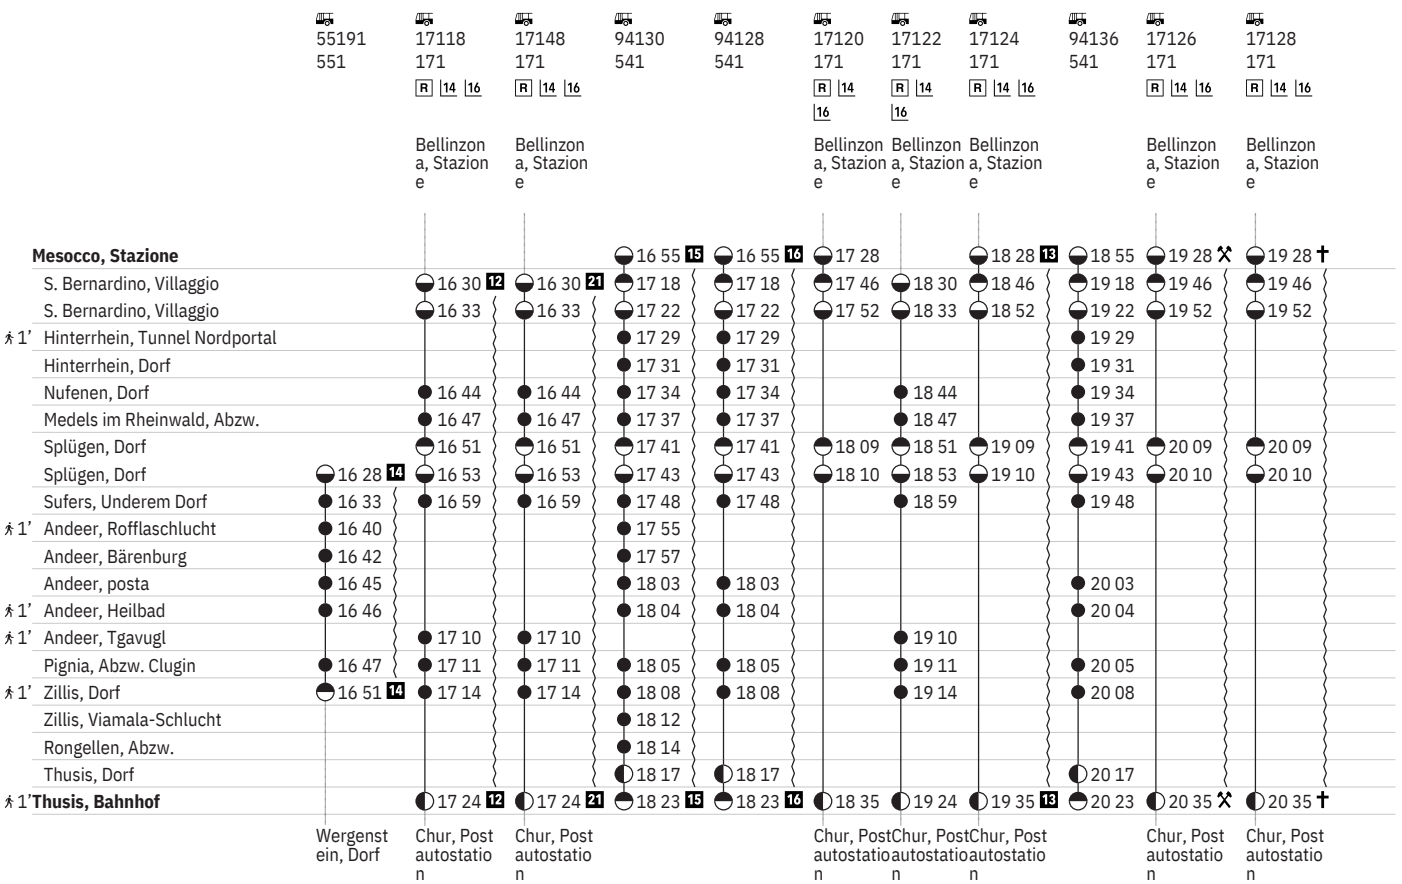 55191 17118 17148 94130 94128 17120 17122 17124 94136 17126 17128
551 171 171 541 541 171 171 171 541 171 171
R 14 16 R 14 16 R 14 R 14 R 14 16 R 14 16 R 14 16
16 16
Bellinzon Bellinzon Bellinzon Bellinzon Bellinzon Bellinzon Bellinzon
a, Stazion a, Stazion a, Stazion a, Stazion a, Stazion a, Stazion a, Stazion
e e e e e e e
Mesocco, Stazione 16 55 15 16 55 16 17 28 18 28 13 18 55 19 28 19 28
S. Bernardino, Villaggio 16 30 12 16 30 21 17 18 17 18 17 46 18 30 18 46 19 18 19 46 19 46
S. Bernardino, Villaggio 16 33 16 33 17 22 17 22 17 52 18 33 18 52 19 22 19 52 19 52
1' Hinterrhein, Tunnel Nordportal 17 29 17 29 19 29
Hinterrhein, Dorf 17 31 17 31 19 31
Nufenen, Dorf 16 44 16 44 17 34 17 34 18 44 19 34
Medels im Rheinwald, Abzw. 16 47 16 47 17 37 17 37 18 47 19 37
Splügen, Dorf 16 51 16 51 17 41 17 41 18 09 18 51 19 09 19 41 20 09 20 09
Splügen, Dorf 16 28 14 16 53 16 53 17 43 17 43 18 10 18 53 19 10 19 43 20 10 20 10
Sufers, Underem Dorf 16 33 16 59 16 59 17 48 17 48 18 59 19 48
1' Andeer, Rofflaschlucht 16 40 17 55
Andeer, Bärenburg 16 42 17 57
Andeer, posta 16 45 18 03 18 03 20 03
1' Andeer, Heilbad 16 46 18 04 18 04 20 04
1' Andeer, Tgavugl 17 10 17 10 19 10
Pignia, Abzw. Clugin 16 47 17 11 17 11 18 05 18 05 19 11 20 05
1' Zillis, Dorf 16 51 14 17 14 17 14 18 08 18 08 19 14 20 08
Zillis, Viamala-Schlucht 18 12
Rongellen, Abzw. 18 14
Thusis, Dorf 18 17 18 17 20 17
1' Thusis, Bahnhof 17 24 12 17 24 21 18 23 15 18 23 16 18 35 19 24 19 35 13 20 23 20 35 20 35
Wergenst Chur, Post Chur, Post Chur, Post Chur, Post Chur, Post Chur, Post Chur, Post
ein, Dorf autostatio autostatio autostatio autostatio autostatio autostatio autostatio
n n n n n n n